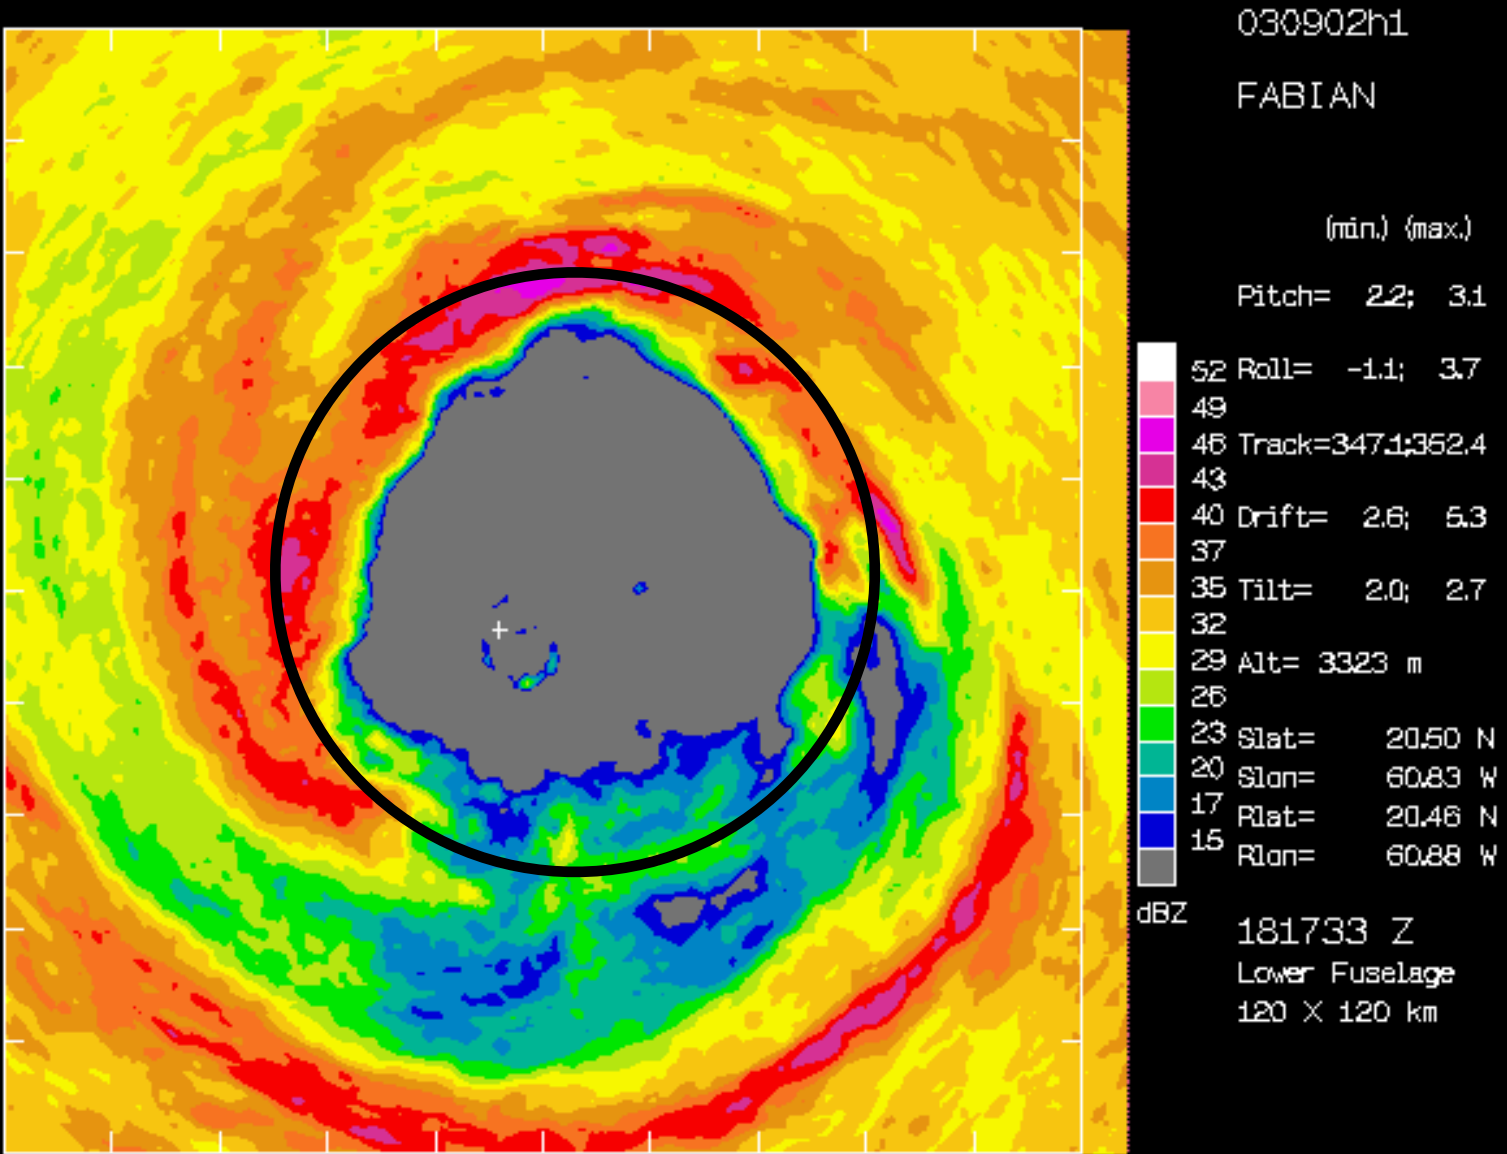 030902h1
FABIAN
(min.) (max.)
Pitch= 2.2; 3.1
Roll= -1.1; 3.7
Track=347.1;352.4
Drift= 2.6; 5.3
Tilt= 2.0; 2.7
Alt= 3323 m
Slat= 20.50 N
Slon= 60.83 W
Rlat= 20.46 N
Rlon= 60.88 W
181733 Z
Lower Fuselage
120 X 120 km
52
49
46
43
40
37
35
32
29
26
23
20
17
15
dBZ